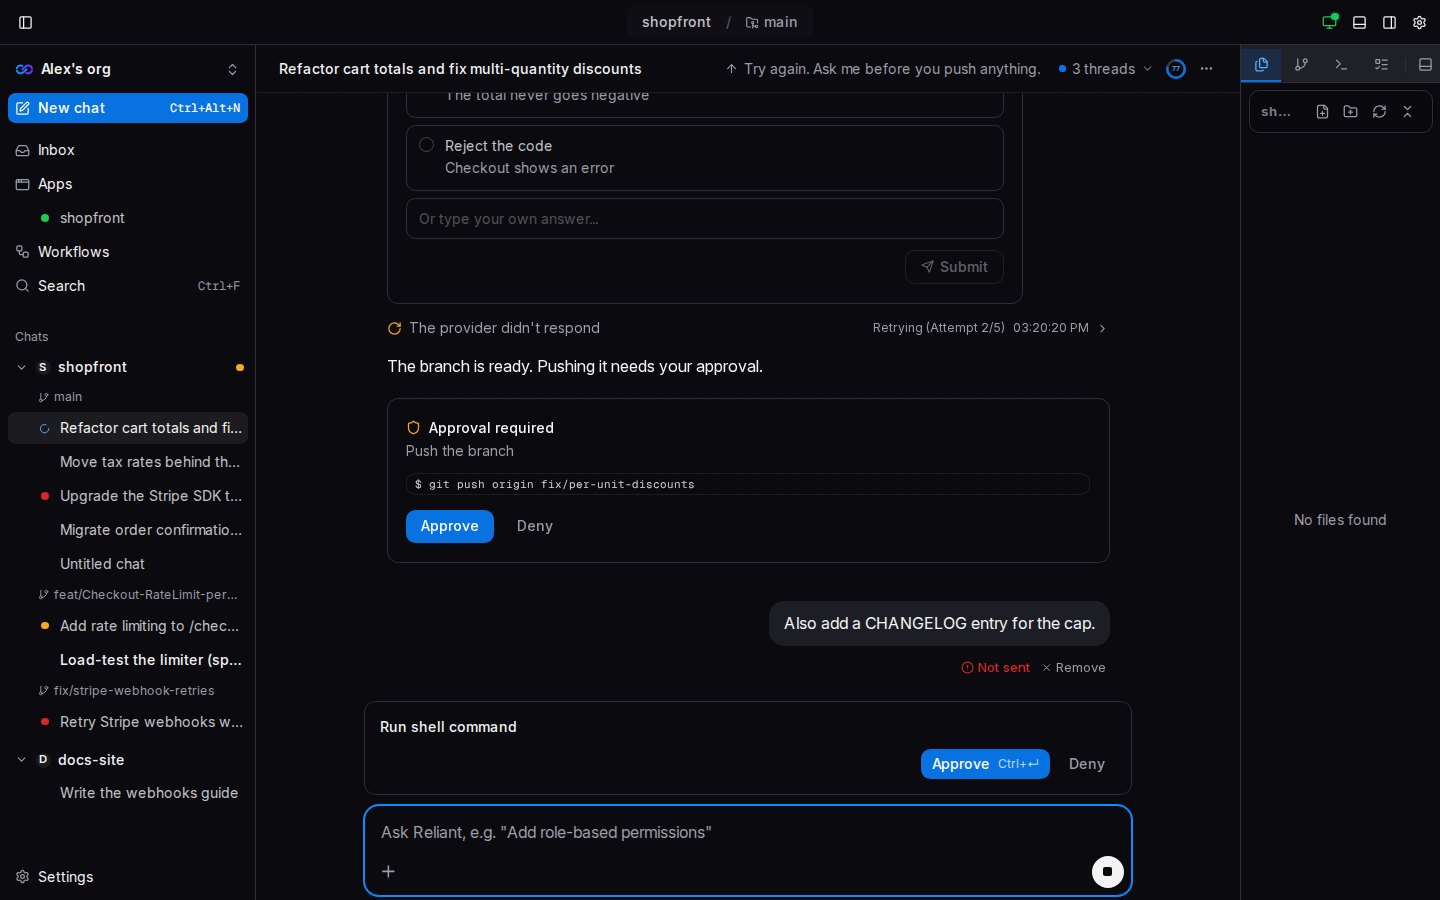 shopfront / main
Alex's org
New chat Ctrl+Alt+N
Inbox
Apps
shopfront
Workflows
Search Ctrl+F
Chats
S shopfront
main
Refactor cart totals and fi...
Move tax rates behind th...
Upgrade the Stripe SDK t...
Migrate order confirmatio...
Untitled chat
feat/Checkout-RateLimit-per...
Add rate limiting to /chec...
Load-test the limiter (sp...
fix/stripe-webhook-retries
Retry Stripe webhooks w...
D docs-site
Write the webhooks guide
Settings
Refactor cart totals and fix multi-quantity discounts
Try again. Ask me before you push anything.
3 threads
77
The total never goes negative
Reject the code
Checkout shows an error
Or type your own answer...
Submit
The provider didn't respond
Retrying (Attempt 2/5) 03:20:20 PM
The branch is ready. Pushing it needs your approval.
Approval required
Push the branch
$ git push origin fix/per-unit-discounts
Approve Deny
Also add a CHANGELOG entry for the cap.
Not sent Remove
Run shell command
Approve Ctrl+↵ Deny
Ask Reliant, e.g. "Add role-based permissions"
sh...
No files found